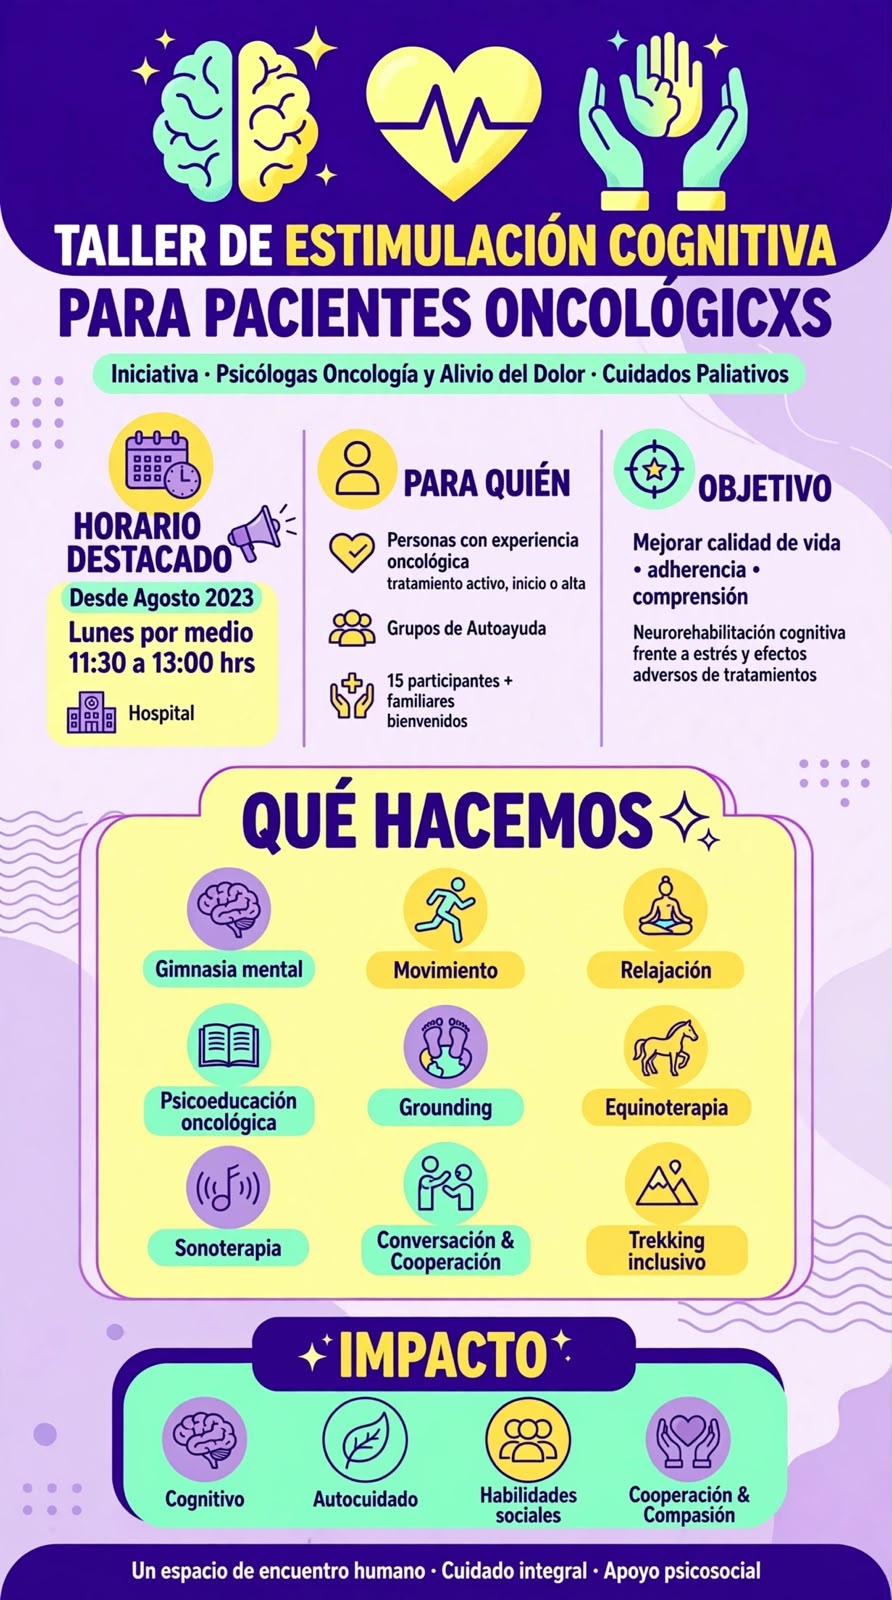 TALLER DE ESTIMULACIÓN COGNITIVA
PARA PACIENTES ONCOLÓGICXS
Iniciativa · Psicólogas Oncología y Alivio del Dolor · Cuidados Paliativos
HORARIO
DESTACADO
Desde Agosto 2023
Lunes por medio
11:30 a 13:00 hrs
Hospital
PARA QUIÉN
Personas con experiencia
oncológica
tratamiento activo, inicio o alta
Grupos de Autoayuda
15 participantes +
familiares
bienvenidos
OBJETIVO
Mejorar calidad de vida
• adherencia •
comprensión
Neurorehabilitación cognitiva
frente a estrés y efectos
adversos de tratamientos
QUÉ HACEMOS
Gimnasia mental
Movimiento
Relajación
Psicoeducación
oncológica
Grounding
Equinoterapia
Sonoterapia
Conversación &
Cooperación
Trekking
inclusivo
IMPACTO
Cognitivo
Autocuidado
Habilidades
sociales
Cooperación &
Compasión
Un espacio de encuentro humano · Cuidado integral · Apoyo psicosocial